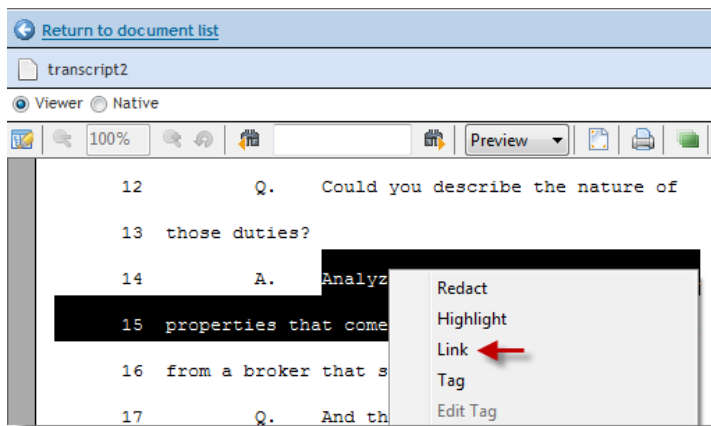 Return to document list
transcript2
Viewer Native
100% Preview
12 Q. Could you describe the nature of
13 those duties?
14 A. Analyz
15 properties that come
16 from a broker that s
17 Q. And th
Redact
Highlight
Link
Tag
Edit Tag